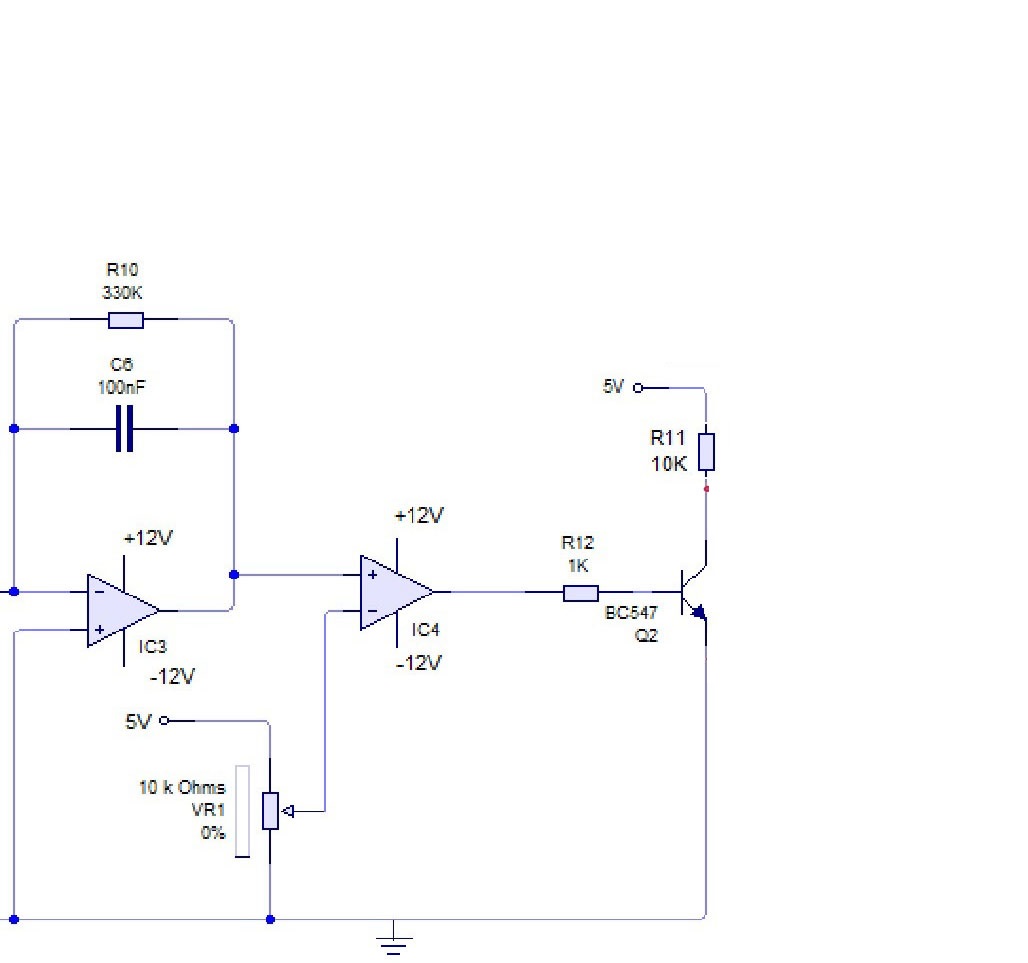 R10
330K
C6
100nF
5V
R11
10K
+12V
+12V
R12
1K
-
+
+
-
IC3
IC4
BC547
Q2
-12V
-12V
5V
10 k Ohms
VR1
0%